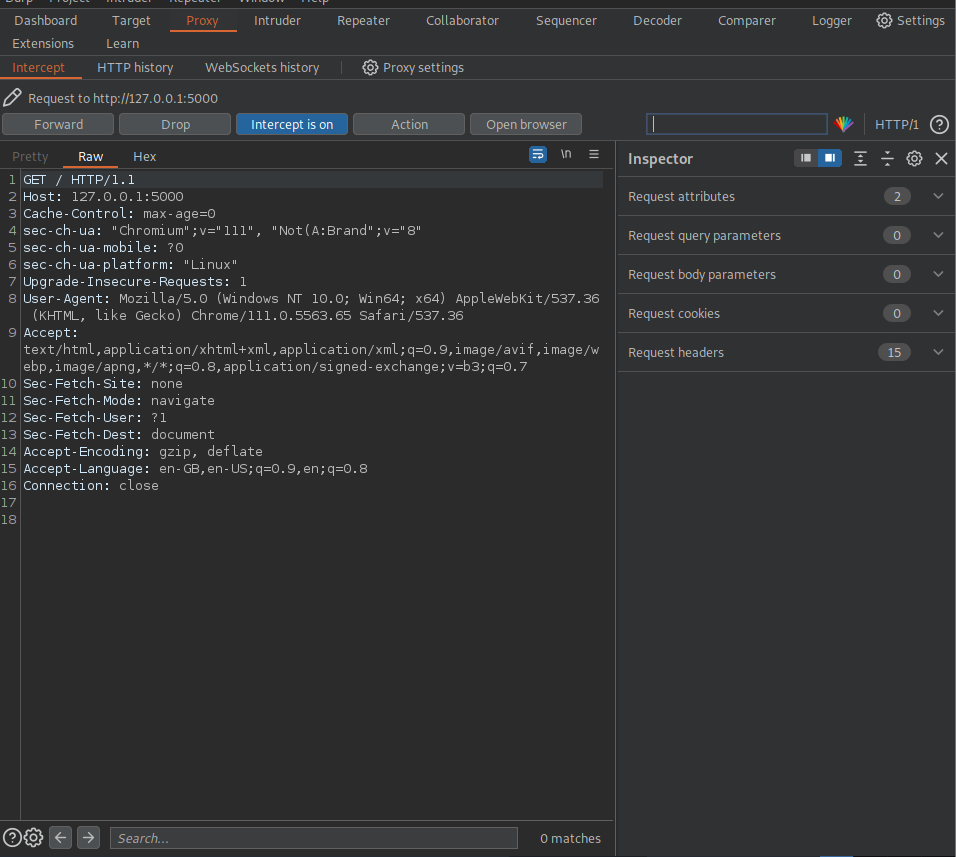 Burp Project Intruder Repeater Window Help
Dashboard Target Proxy Intruder Repeater Collaborator Sequencer Decoder Comparer Logger Settings
Extensions Learn
Intercept HTTP history WebSockets history Proxy settings
Request to http://127.0.0.1:5000
Forward Drop Intercept is on Action Open browser HTTP/1
Pretty Raw Hex \n
Inspector
1 GET / HTTP/1.1
2 Host: 127.0.0.1:5000
3 Cache-Control: max-age=0
4 sec-ch-ua: "Chromium";v="111", "Not(A:Brand";v="8"
5 sec-ch-ua-mobile: ?0
6 sec-ch-ua-platform: "Linux"
7 Upgrade-Insecure-Requests: 1
8 User-Agent: Mozilla/5.0 (Windows NT 10.0; Win64; x64) AppleWebKit/537.36
(KHTML, like Gecko) Chrome/111.0.5563.65 Safari/537.36
9 Accept:
text/html,application/xhtml+xml,application/xml;q=0.9,image/avif,image/w
ebp,image/apng,*/*;q=0.8,application/signed-exchange;v=b3;q=0.7
10 Sec-Fetch-Site: none
11 Sec-Fetch-Mode: navigate
12 Sec-Fetch-User: ?1
13 Sec-Fetch-Dest: document
14 Accept-Encoding: gzip, deflate
15 Accept-Language: en-GB,en-US;q=0.9,en;q=0.8
16 Connection: close
17
18
Request attributes 2
Request query parameters 0
Request body parameters 0
Request cookies 0
Request headers 15
Search... 0 matches